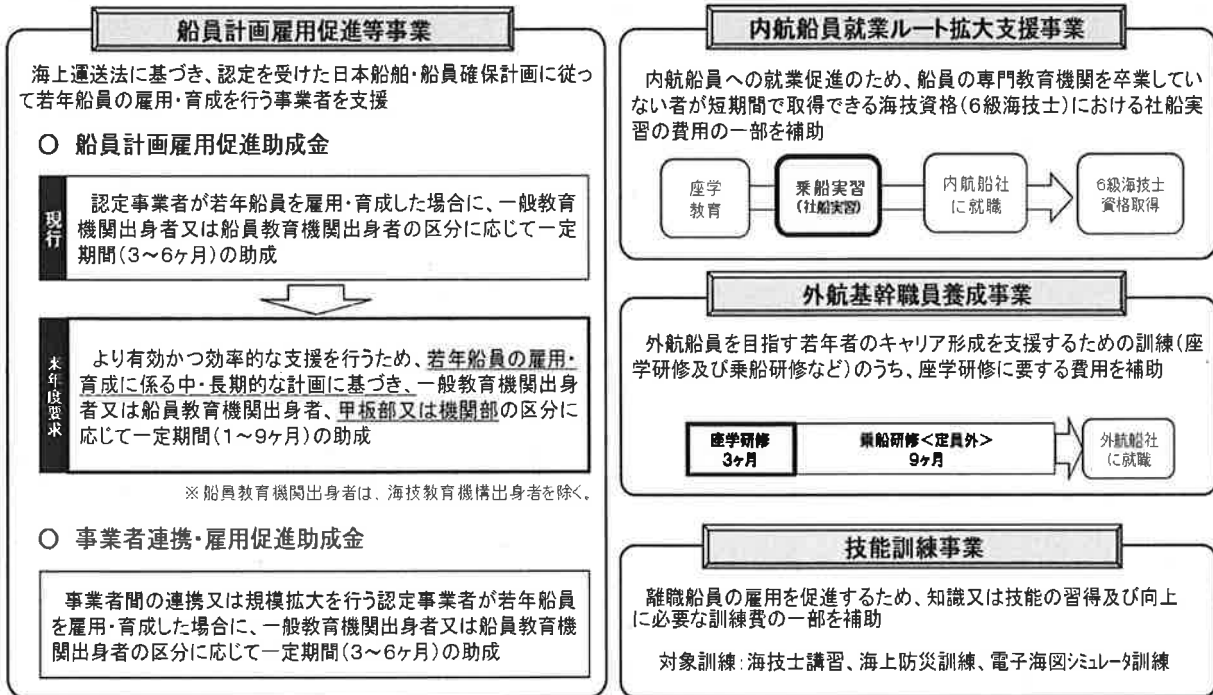 船員計画雇用促進等事業
海上運送法に基づき、認定を受けた日本船舶・船員確保計画に従っ
て若年船員の雇用・育成を行う事業者を支援
○ 船員計画雇用促進助成金
現行
認定事業者が若年船員を雇用・育成した場合に、一般教育
機関出身者又は船員教育機関出身者の区分に応じて一定
期間(3～6ヶ月)の助成
来年度要求
より有効かつ効率的な支援を行うため、若年船員の雇用・
育成に係る中・長期的な計画に基づき、一般教育機関出身
者又は船員教育機関出身者、甲板部又は機関部の区分に
応じて一定期間(1～9ヶ月)の助成
※船員教育機関出身者は、海技教育機構出身者を除く。
○ 事業者連携・雇用促進助成金
事業者間の連携又は規模拡大を行う認定事業者が若年船員
を雇用・育成した場合に、一般教育機関出身者又は船員教育機
関出身者の区分に応じて一定期間(3～6ヶ月)の助成
内航船員就業ルート拡大支援事業
内航船員への就業促進のため、船員の専門教育機関を卒業してい
ない者が短期間で取得できる海技資格(6級海技士)における社船実
習の費用の一部を補助
座学
教育
乗船実習
(社船実習)
内航船社
に就職
6級海技士
資格取得
外航基幹職員養成事業
外航船員を目指す若年者のキャリア形成を支援するための訓練(座
学研修及び乗船研修など)のうち、座学研修に要する費用を補助
座学研修
3ヶ月
乗船研修<定員外>
9ヶ月
外航船社
に就職
技能訓練事業
離職船員の雇用を促進するため、知識又は技能の習得及び向上
に必要な訓練費の一部を補助
対象訓練:海技士講習、海上防災訓練、電子海図シミュレータ訓練